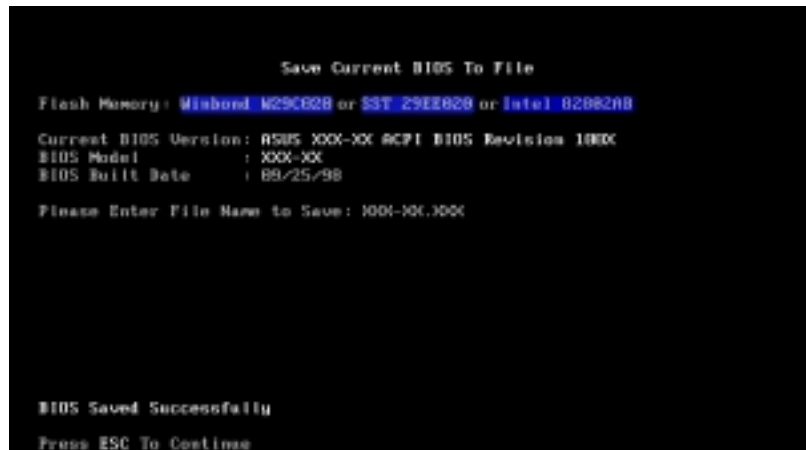 Save Current BIOS To File
Flash Memory: Winbond W29C020 or SST 29EE020 or Intel 82802AB
Current BIOS Version: ASUS XXX-XX ACPI BIOS Revision 100X
BIOS Model : XXX-XX
BIOS Built Date : 09/25/98
Please Enter File Name to Save: XXX-XX.XXX
BIOS Saved Successfully
Press ESC To Continue